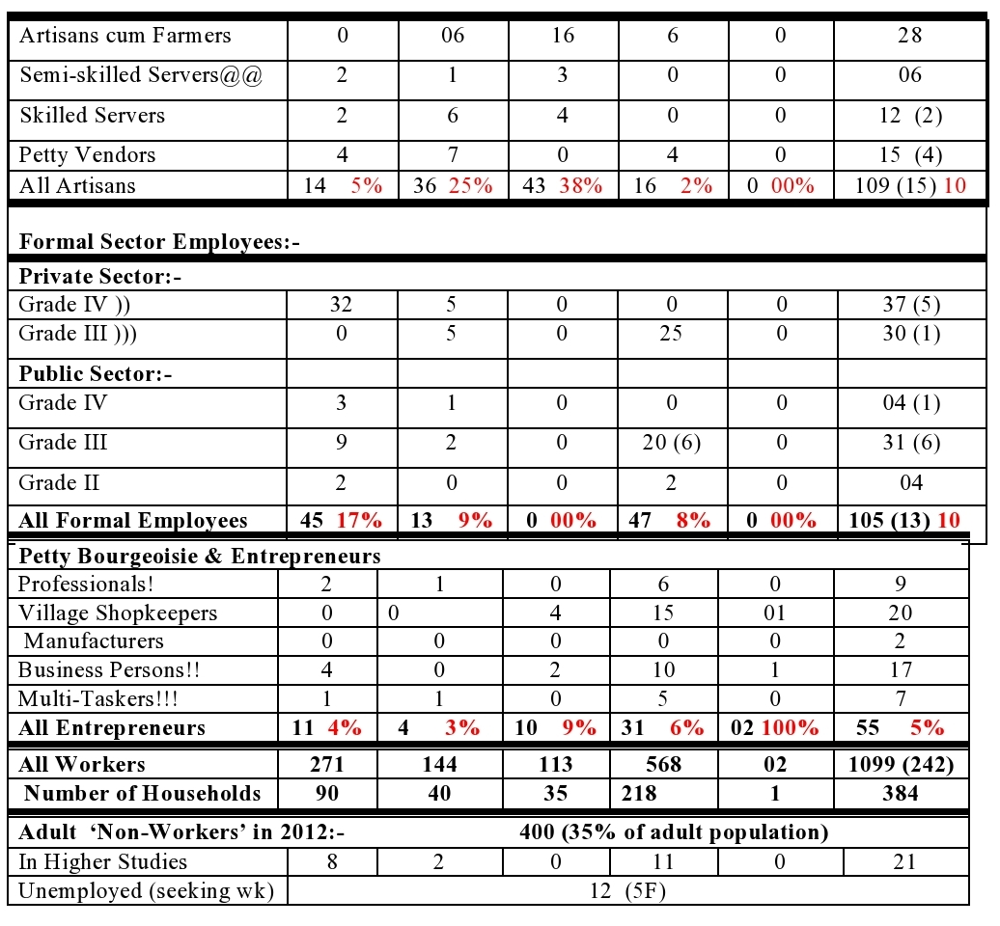 Artisans cum Farmers 0 06 16 6 0 28
Semi-skilled Servers@@ 2 1 3 0 0 06
Skilled Servers 2 6 4 0 0 12 (2)
Petty Vendors 4 7 0 4 0 15 (4)
All Artisans 14 5% 36 25% 43 38% 16 2% 0 00% 109 (15) 10
Formal Sector Employees:-
Private Sector:-
Grade IV )) 32 5 0 0 0 37 (5)
Grade III ))) 0 5 0 25 0 30 (1)
Public Sector:-
Grade IV 3 1 0 0 0 04 (1)
Grade III 9 2 0 20 (6) 0 31 (6)
Grade II 2 0 0 2 0 04
All Formal Employees 45 17% 13 9% 0 00% 47 8% 0 00% 105 (13) 10
Petty Bourgeoisie & Entrepreneurs
Professionals! 2 1 0 6 0 9
Village Shopkeepers 0 0 4 15 01 20
Manufacturers 0 0 0 0 0 2
Business Persons!! 4 0 2 10 1 17
Multi-Taskers!!! 1 1 0 5 0 7
All Entrepreneurs 11 4% 4 3% 10 9% 31 6% 02 100% 55 5%
All Workers 271 144 113 568 02 1099 (242)
Number of Households 90 40 35 218 1 384
Adult ‘Non-Workers’ in 2012:- 400 (35% of adult population)
In Higher Studies 8 2 0 11 0 21
Unemployed (seeking wk) 12 (5F)